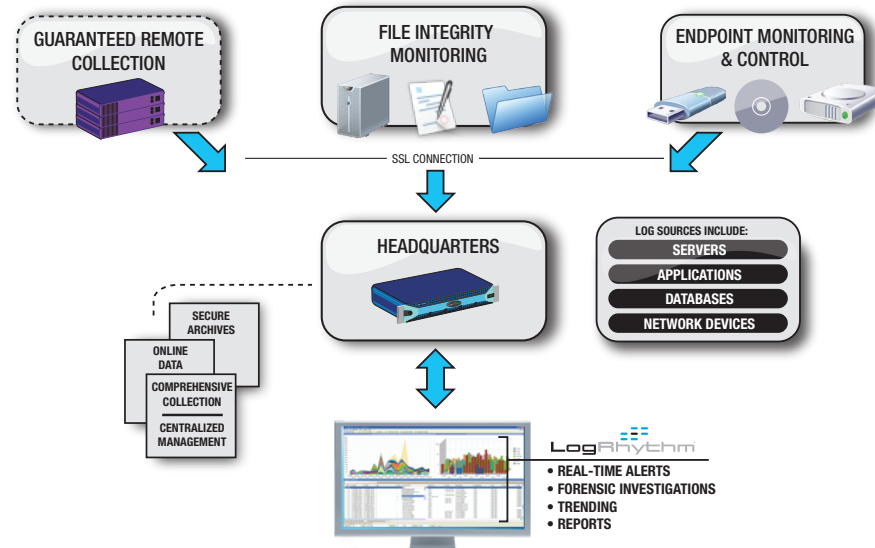 GUARANTEED REMOTE
COLLECTION
FILE INTEGRITY
MONITORING
ENDPOINT MONITORING
& CONTROL
SSL CONNECTION
HEADQUARTERS
LOG SOURCES INCLUDE:
SERVERS
APPLICATIONS
DATABASES
NETWORK DEVICES
SECURE
ARCHIVES
ONLINE
DATA
COMPREHENSIVE
COLLECTION
CENTRALIZED
MANAGEMENT
LogRhythm
• REAL-TIME ALERTS
• FORENSIC INVESTIGATIONS
• TRENDING
• REPORTS